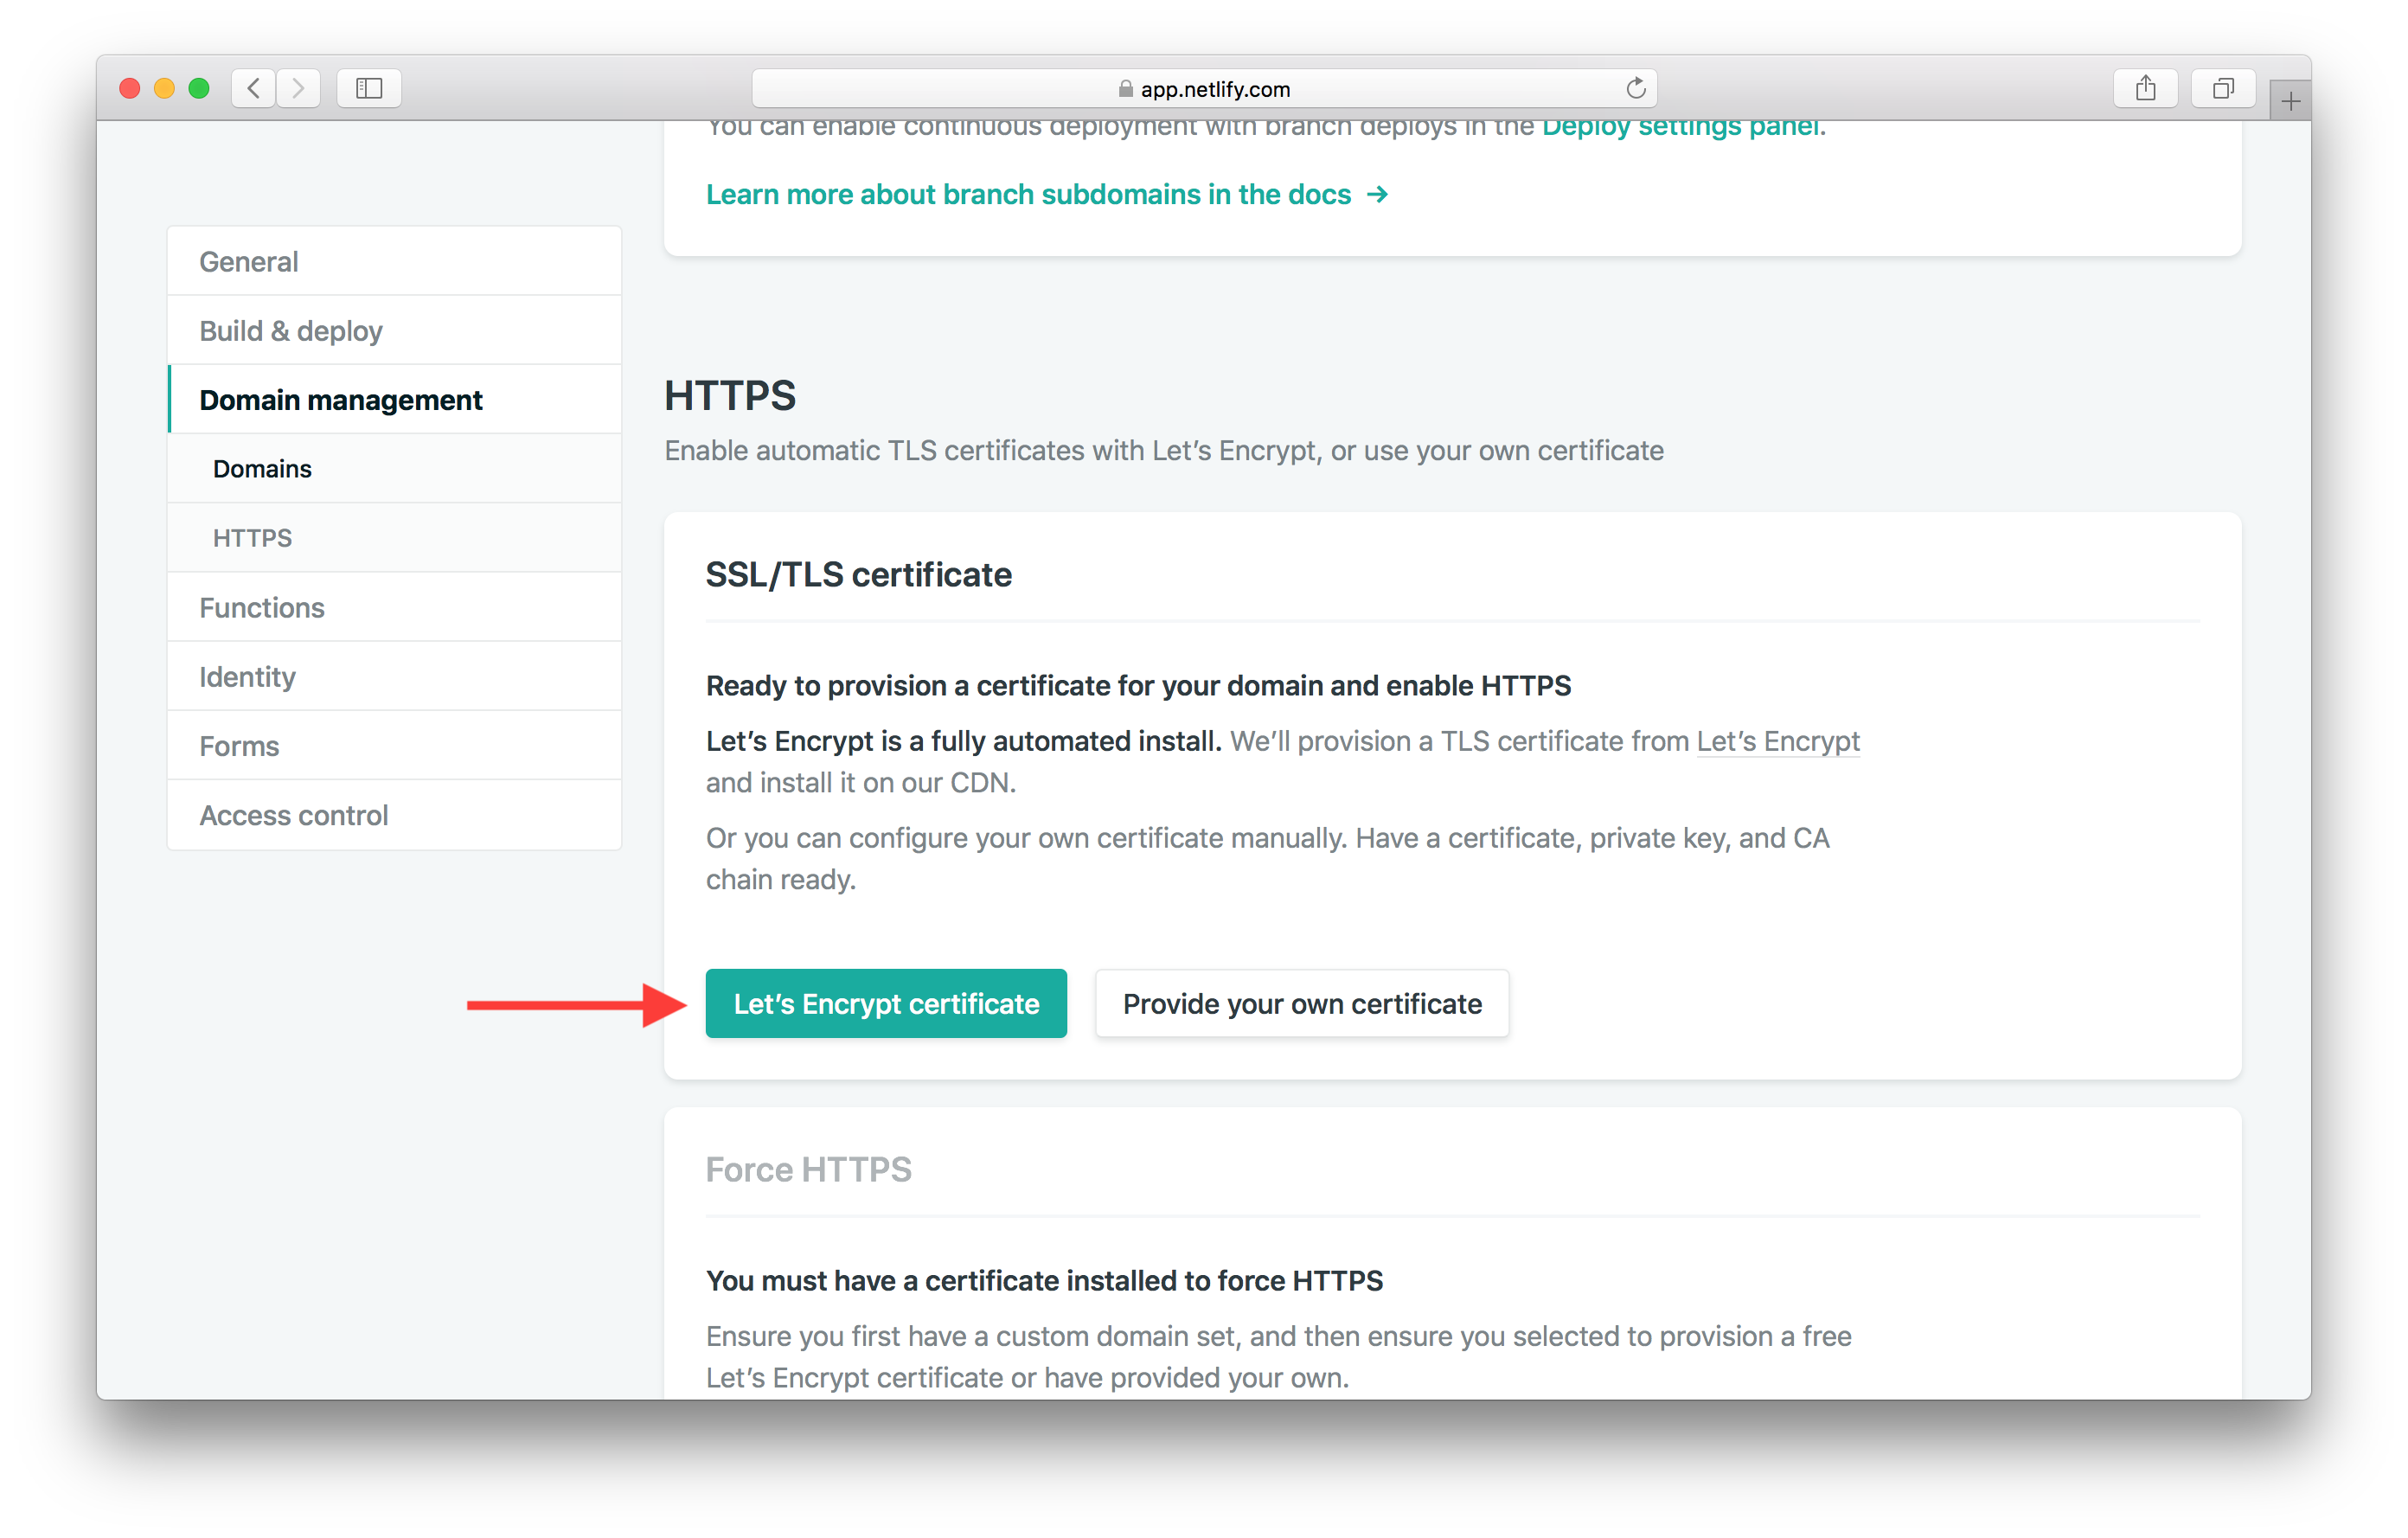 app.netlify.com
You can enable continuous deployment with branch deploys in the Deploy settings panel.
Learn more about branch subdomains in the docs →
General
Build & deploy
Domain management
Domains
HTTPS
Functions
Identity
Forms
Access control
HTTPS
Enable automatic TLS certificates with Let’s Encrypt, or use your own certificate
SSL/TLS certificate
Ready to provision a certificate for your domain and enable HTTPS
Let’s Encrypt is a fully automated install. We’ll provision a TLS certificate from Let’s Encrypt
and install it on our CDN.
Or you can configure your own certificate manually. Have a certificate, private key, and CA
chain ready.
Let’s Encrypt certificate
Provide your own certificate
Force HTTPS
You must have a certificate installed to force HTTPS
Ensure you first have a custom domain set, and then ensure you selected to provision a free
Let’s Encrypt certificate or have provided your own.